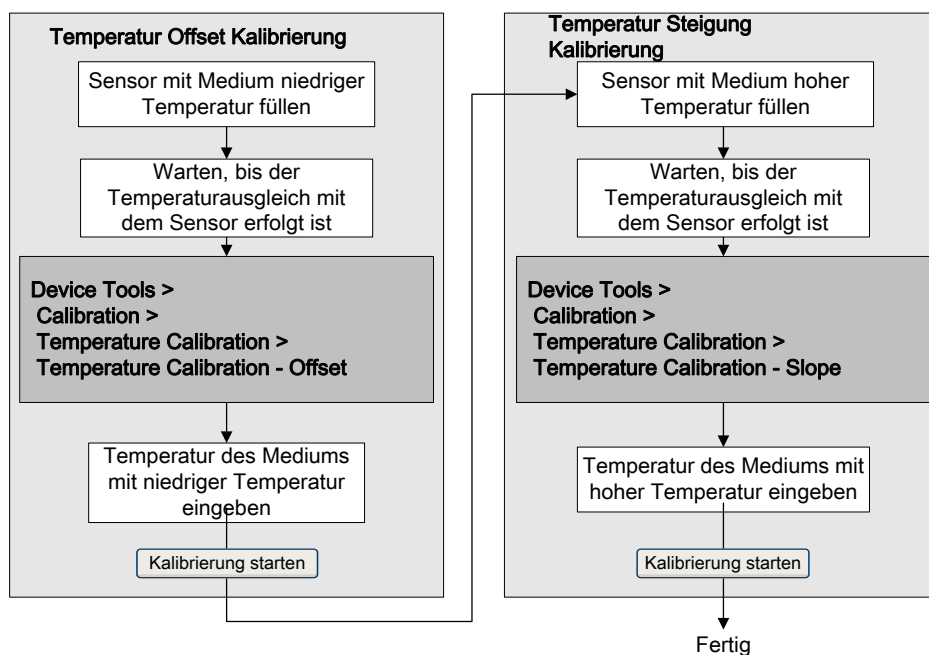 Temperatur Offset Kalibrierung
Sensor mit Medium niedriger
Temperatur füllen
Warten, bis der
Temperaturausgleich mit
dem Sensor erfolgt ist
Device Tools >
Calibration >
Temperature Calibration >
Temperature Calibration - Offset
Temperatur des Mediums
mit niedriger Temperatur
eingeben
Kalibrierung starten
Temperatur Steigung
Kalibrierung
Sensor mit Medium hoher
Temperatur füllen
Warten, bis der
Temperaturausgleich mit
dem Sensor erfolgt ist
Device Tools >
Calibration >
Temperature Calibration >
Temperature Calibration - Slope
Temperatur des Mediums mit
hoher Temperatur eingeben
Kalibrierung starten
Fertig